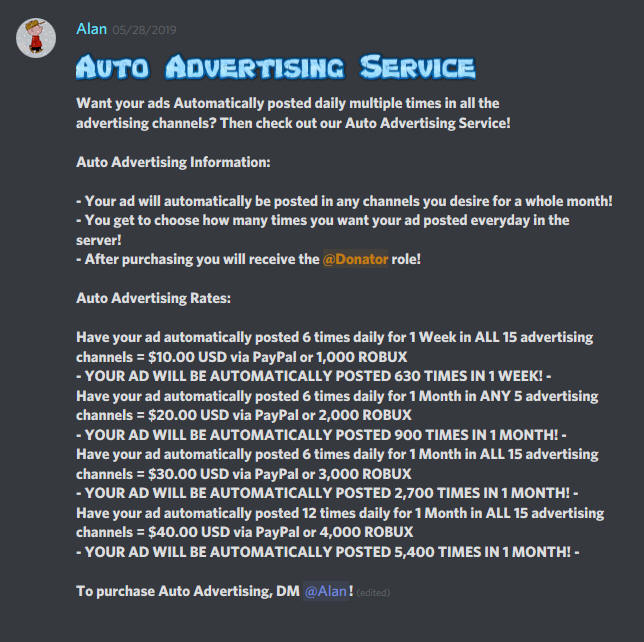 Alan 05/28/2019
AUTO ADVERTISING SERVICE
Want your ads Automatically posted daily multiple times in all the
advertising channels? Then check out our Auto Advertising Service!
Auto Advertising Information:
- Your ad will automatically be posted in any channels you desire for a whole month!
- You get to choose how many times you want your ad posted everyday in the
server!
- After purchasing you will receive the @Donator role!
Auto Advertising Rates:
Have your ad automatically posted 6 times daily for 1 Week in ALL 15 advertising
channels = $10.00 USD via PayPal or 1,000 ROBUX
- YOUR AD WILL BE AUTOMATICALLY POSTED 630 TIMES IN 1 WEEK! -
Have your ad automatically posted 6 times daily for 1 Month in ANY 5 advertising
channels = $20.00 USD via PayPal or 2,000 ROBUX
- YOUR AD WILL BE AUTOMATICALLY POSTED 900 TIMES IN 1 MONTH! -
Have your ad automatically posted 6 times daily for 1 Month in ALL 15 advertising
channels = $30.00 USD via PayPal or 3,000 ROBUX
- YOUR AD WILL BE AUTOMATICALLY POSTED 2,700 TIMES IN 1 MONTH! -
Have your ad automatically posted 12 times daily for 1 Month in ALL 15 advertising
channels = $40.00 USD via PayPal or 4,000 ROBUX
- YOUR AD WILL BE AUTOMATICALLY POSTED 5,400 TIMES IN 1 MONTH! -
To purchase Auto Advertising, DM @Alan! (edited)